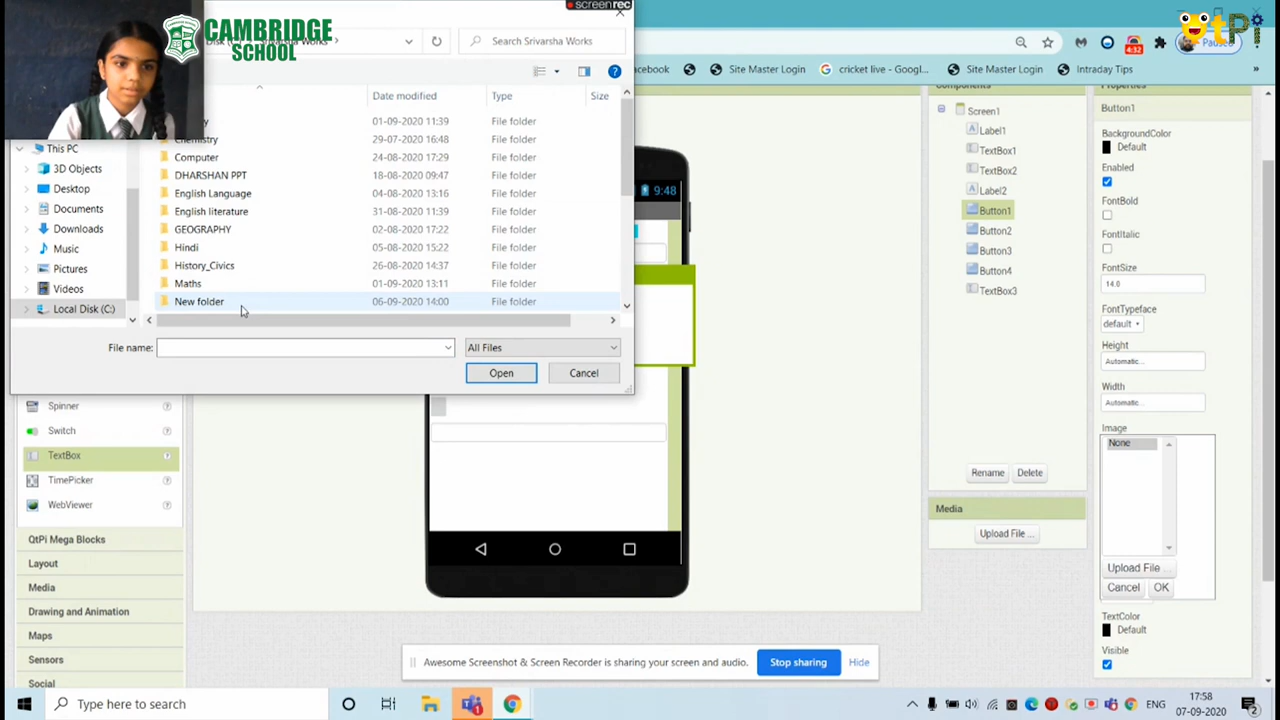 screenrec
CAMBRIDGE
SCHOOL
QtPi
Disk (C:) › Srivarsha Works ›
Search Srivarsha Works
Paused
4:32
Site Master Login
cricket live - Googl...
Site Master Login
Intraday Tips
Date modified
Type
Size
01-09-2020 11:39
File folder
Chemistry
29-07-2020 16:48
File folder
Computer
24-08-2020 17:29
File folder
DHARSHAN PPT
18-08-2020 09:47
File folder
English Language
04-08-2020 13:16
File folder
English literature
31-08-2020 11:39
File folder
GEOGRAPHY
02-08-2020 17:22
File folder
Hindi
05-08-2020 15:22
File folder
History_Civics
26-08-2020 14:37
File folder
Maths
01-09-2020 13:11
File folder
New folder
06-09-2020 14:00
File folder
This PC
3D Objects
Desktop
Documents
Downloads
Music
Pictures
Videos
Local Disk (C:)
File name:
All Files
Open
Cancel
9:48
Spinner
Switch
TextBox
TimePicker
WebViewer
QtPi Mega Blocks
Layout
Media
Drawing and Animation
Maps
Sensors
Social
Components
Screen1
Label1
TextBox1
TextBox2
Label2
Button1
Button2
Button3
Button4
TextBox3
Rename
Delete
Media
Upload File ...
Properties
Button1
BackgroundColor
Default
Enabled
FontBold
FontItalic
FontSize
14.0
FontTypeface
default
Height
Automatic...
Width
Automatic...
Image
None
Upload File ...
Cancel
OK
TextColor
Default
Visible
Awesome Screenshot & Screen Recorder is sharing your screen and audio.
Stop sharing
Hide
Type here to search
ENG
17:58
07-09-2020
2